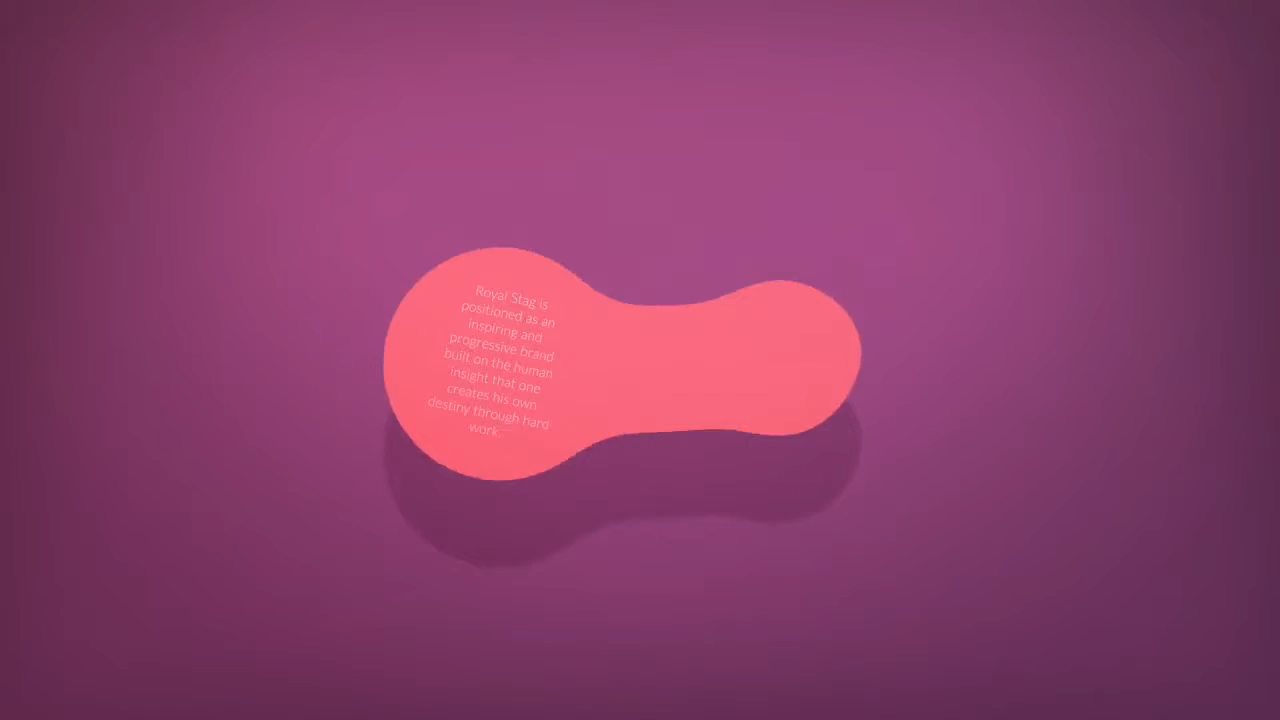 Royal Stag is
positioned as an
inspiring and
progressive brand
built on the human
insight that one
creates his own
destiny through hard
work.